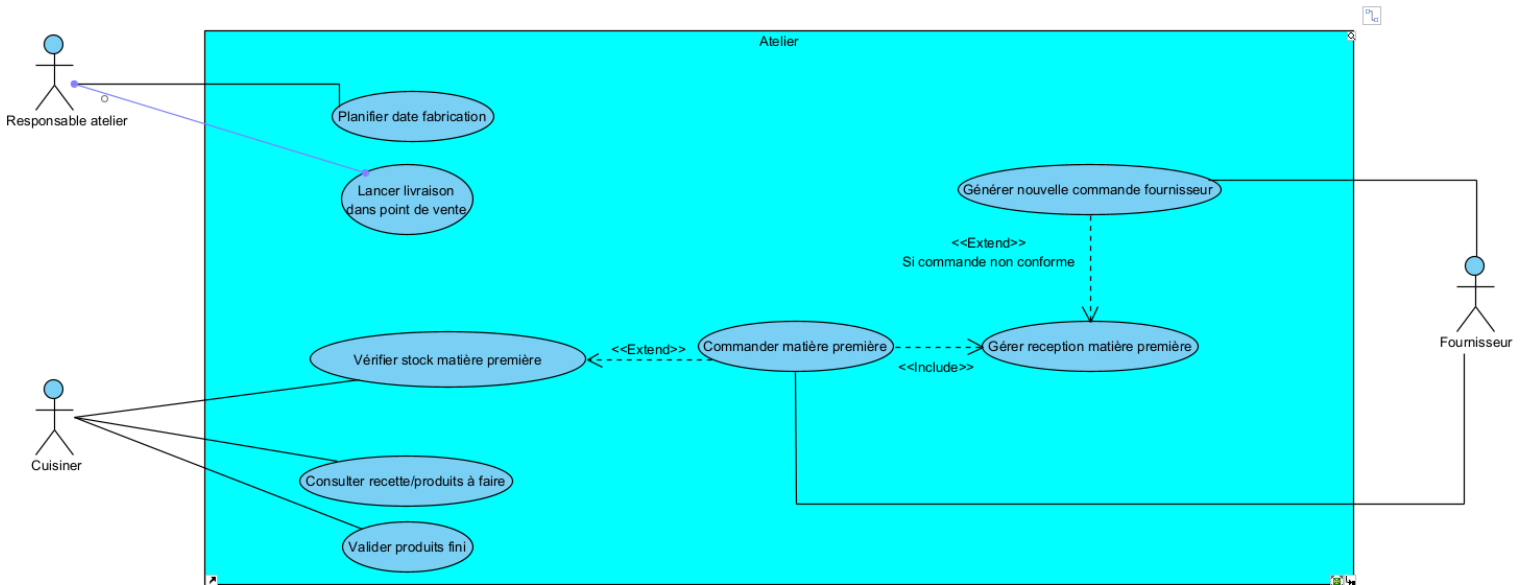 Atelier
Responsable atelier
Planifier date fabrication
Lancer livraison
dans point de vente
Générer nouvelle commande fournisseur
<<Extend>>
Si commande non conforme
Fournisseur
Vérifier stock matière première
<<Extend>>
Commander matière première
<<Include>>
Gérer reception matière première
Cuisiner
Consulter recette/produits à faire
Valider produits fini